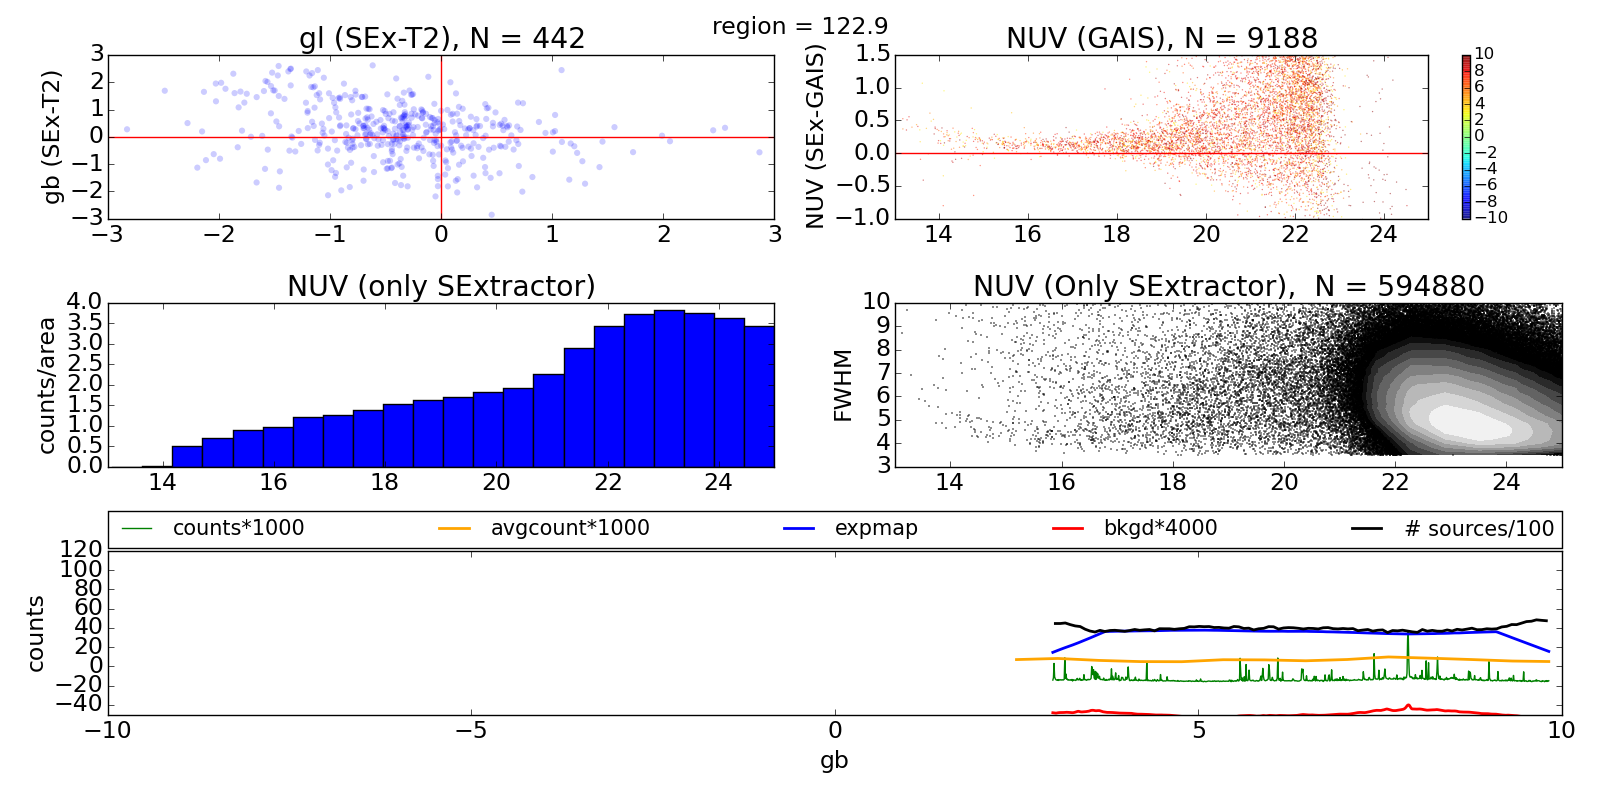 region = 122.9
gl (SEx-T2), N = 442
gb (SEx-T2)
3
2
1
0
−1
−2
−3
−3 −2 −1 0 1 2 3
NUV (GAIS), N = 9188
NUV (SEx-GAIS)
1.5
1.0
0.5
0.0
−0.5
−1.0
14 16 18 20 22 24
10
8
6
4
2
0
−2
−4
−6
−8
−10
NUV (only SExtractor)
counts/area
4.0
3.5
3.0
2.5
2.0
1.5
1.0
0.5
0.0
14 16 18 20 22 24
NUV (Only SExtractor), N = 594880
FWHM
10
9
8
7
6
5
4
3
14 16 18 20 22 24
counts*1000 avgcount*1000 expmap bkgd*4000 # sources/100
counts
120
100
80
60
40
20
0
−20
−40
−10 −5 0 5 10
gb